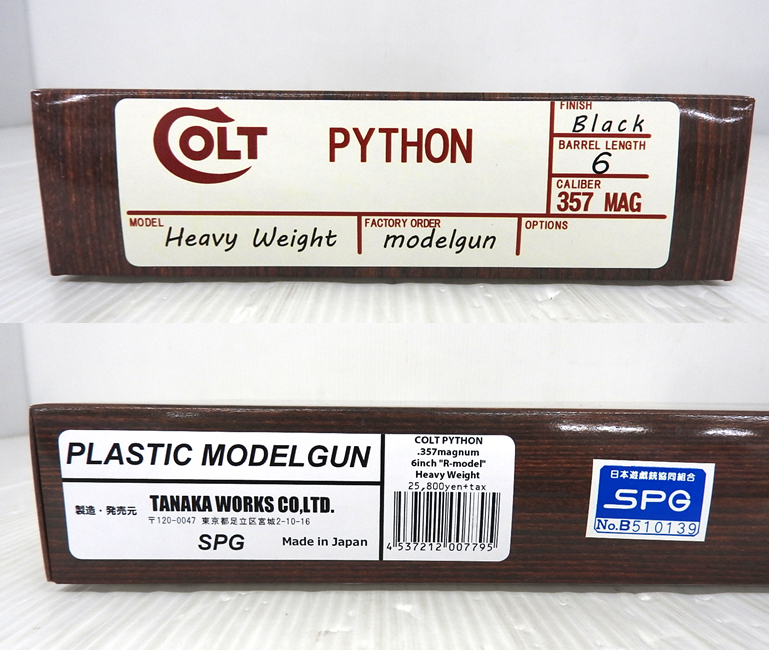 COLT
PYTHON
FINISH
Black
BARREL LENGTH
6
CALIBER
357 MAG
MODEL
Heavy Weight
FACTORY ORDER
modelgun
OPTIONS
PLASTIC MODELGUN
製造・発売元 TANAKA WORKS CO,LTD.
〒120-0047 東京都足立区宮城2-10-16
SPG Made in Japan
COLT PYTHON
.357magnum
6inch "R-model"
Heavy Weight
25,800yen+tax
4 537212 007795
日本遊戯銃協同組合
SPG
No.B510139